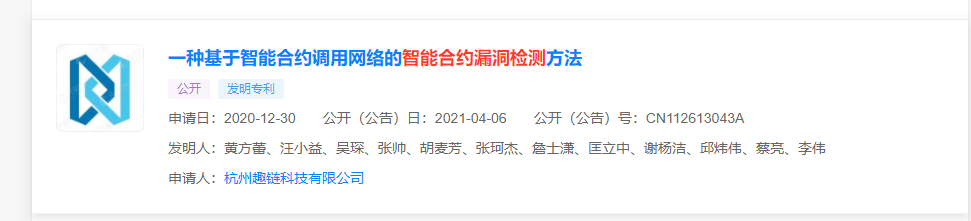 一种基于智能合约调用网络的智能合约漏洞检测方法
公开 发明专利
申请日：2020-12-30 公开（公告）日：2021-04-06 公开（公告）号：CN112613043A
发明人：黄方蕾、汪小益、吴琛、张帅、胡麦芳、张珂杰、詹士潇、匡立中、谢杨洁、邱炜伟、蔡亮、李伟
申请人：杭州趣链科技有限公司